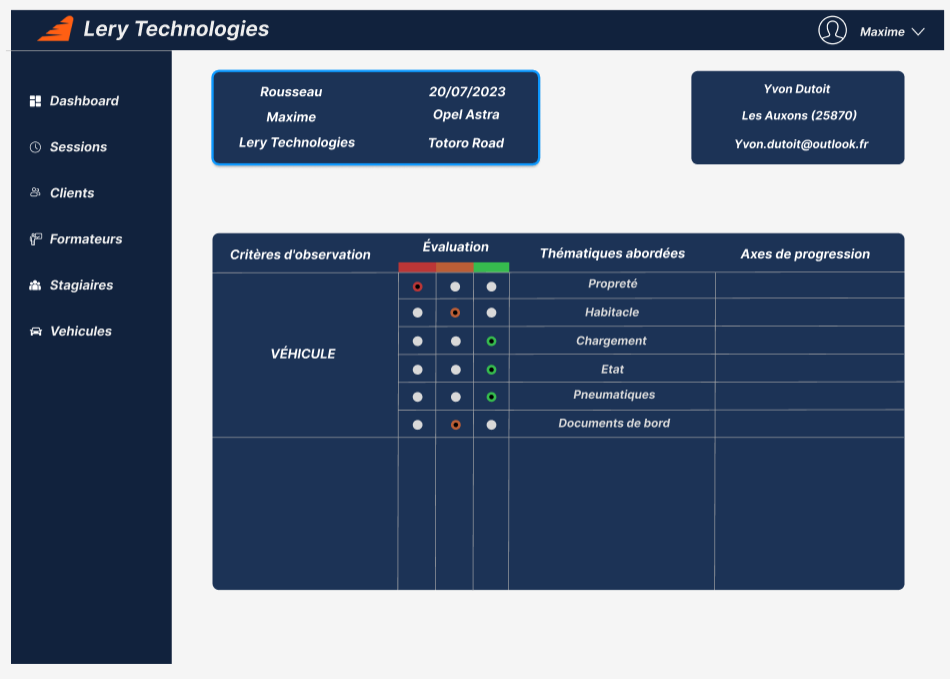 Lery Technologies
Maxime
Dashboard
Sessions
Clients
Formateurs
Stagiaires
Vehicules
Rousseau 20/07/2023
Maxime Opel Astra
Lery Technologies Totoro Road
Yvon Dutoit
Les Auxons (25870)
Yvon.dutoit@outlook.fr
Critères d'observation Évaluation Thématiques abordées Axes de progression
VÉHICULE
Propreté
Habitacle
Chargement
Etat
Pneumatiques
Documents de bord